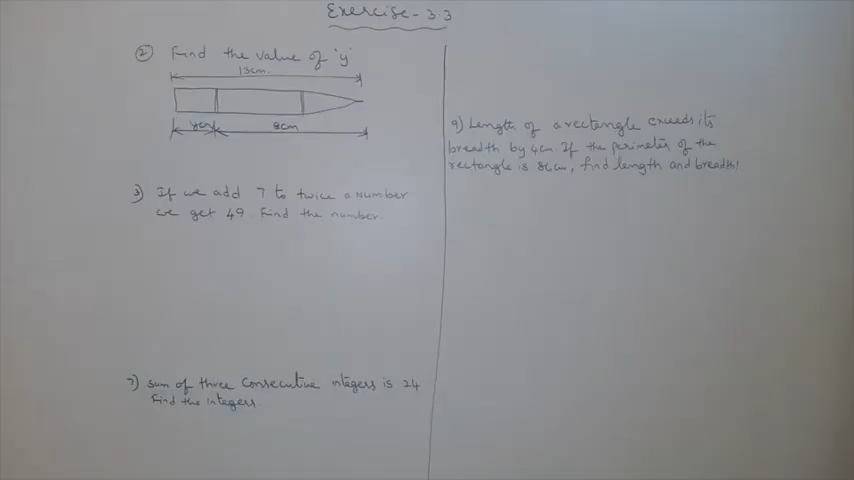 Exercise - 3.3
② Find the value of 'y'
13cm.
ycm
8cm
3) If we add 7 to twice a number
we get 49. Find the number.
7) sum of three consecutive integers is 24
Find the integers.
9) Length of a rectangle exceeds its
breadth by 4cm. If the perimeter of the
rectangle is 84cm, find length and breadth!